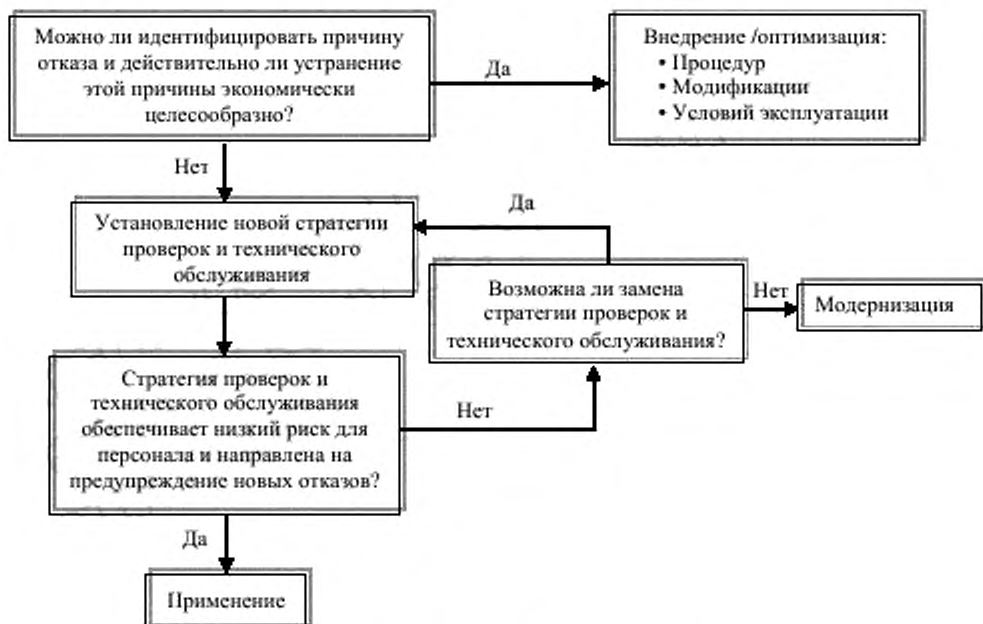 Можно ли идентифицировать причину
отказа и действительно ли устранение
этой причины экономически
целесообразно?
Да
Внедрение /оптимизация:
• Процедур
• Модификации
• Условий эксплуатации
Нет
Установление новой стратегии
проверок и технического
обслуживания
Да
Возможна ли замена
стратегии проверок и
технического обслуживания?
Нет
Модернизация
Стратегия проверок и
технического обслуживания
обеспечивает низкий риск для
персонала и направлена на
предупреждение новых отказов?
Нет
Да
Применение